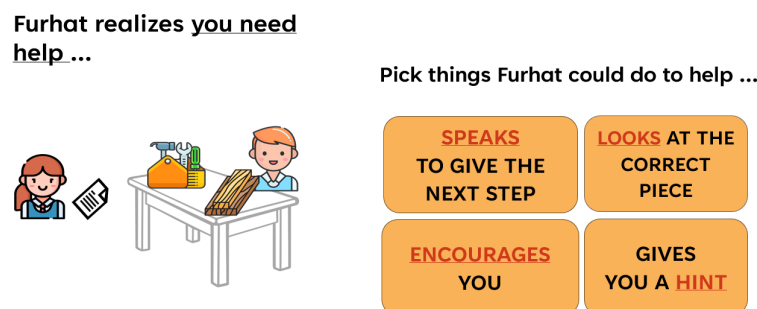 Furhat realizes you need
help ...
Pick things Furhat could do to help ...
SPEAKS
TO GIVE THE
NEXT STEP
LOOKS AT THE
CORRECT
PIECE
ENCOURAGES
YOU
GIVES
YOU A HINT